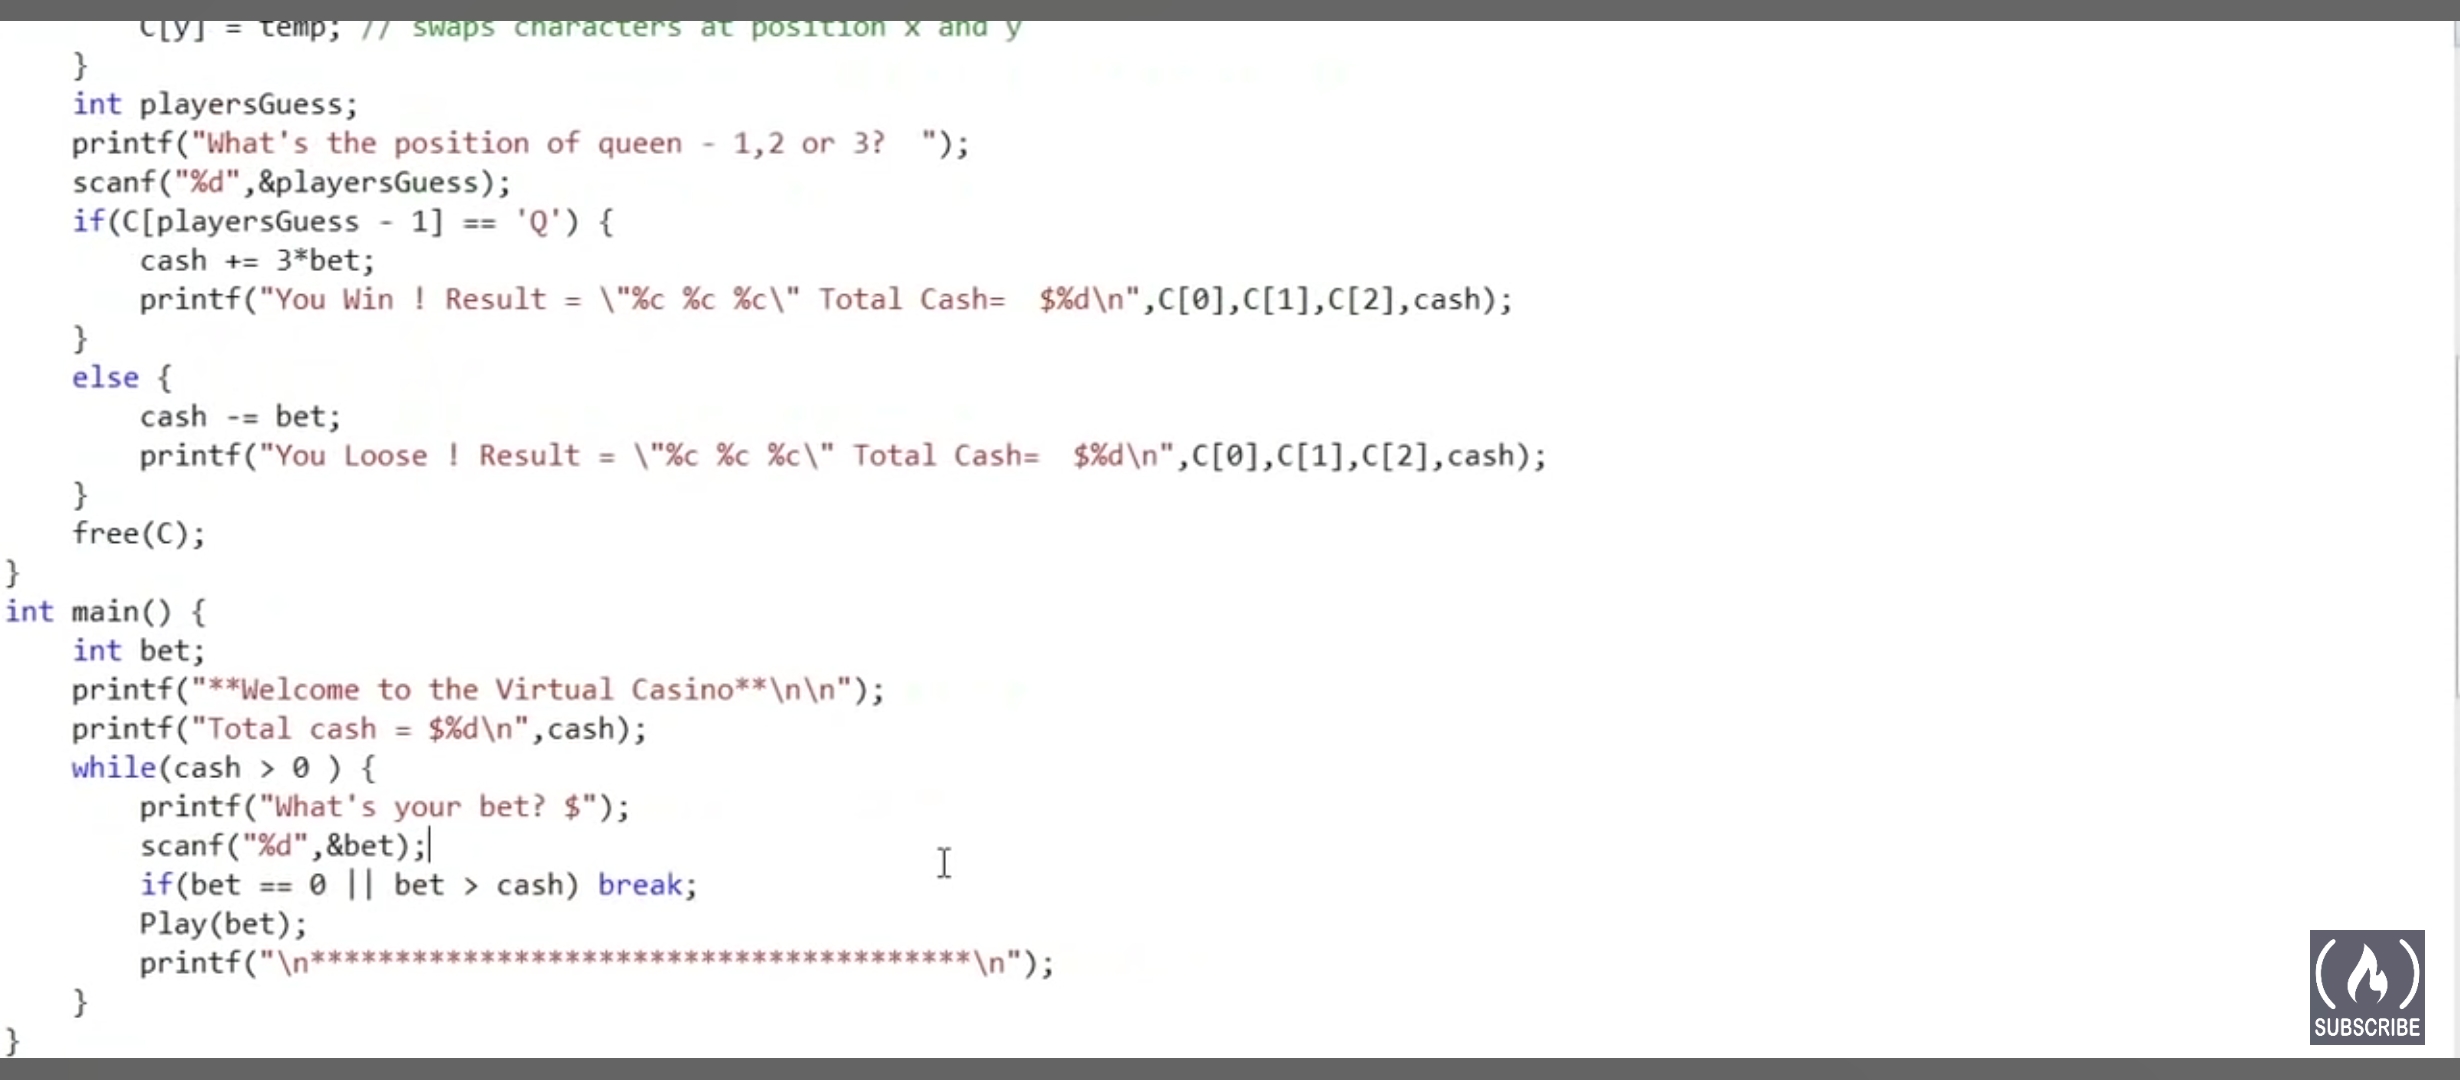 C[y] = temp; // swaps characters at position x and y
}
int playersGuess;
printf("What's the position of queen - 1,2 or 3?  ");
scanf("%d",&playersGuess);
if(C[playersGuess - 1] == 'Q') {
cash += 3*bet;
printf("You Win ! Result = \"%c %c %c\" Total Cash=  $%d\n",C[0],C[1],C[2],cash);
}
else {
cash -= bet;
printf("You Loose ! Result = \"%c %c %c\" Total Cash=  $%d\n",C[0],C[1],C[2],cash);
}
free(C);
}
int main() {
int bet;
printf("**Welcome to the Virtual Casino**\n\n");
printf("Total cash = $%d\n",cash);
while(cash > 0 ) {
printf("What's your bet? $");
scanf("%d",&bet);
if(bet == 0 || bet > cash) break;
Play(bet);
printf("\n***************************************\n");
}
}
SUBSCRIBE